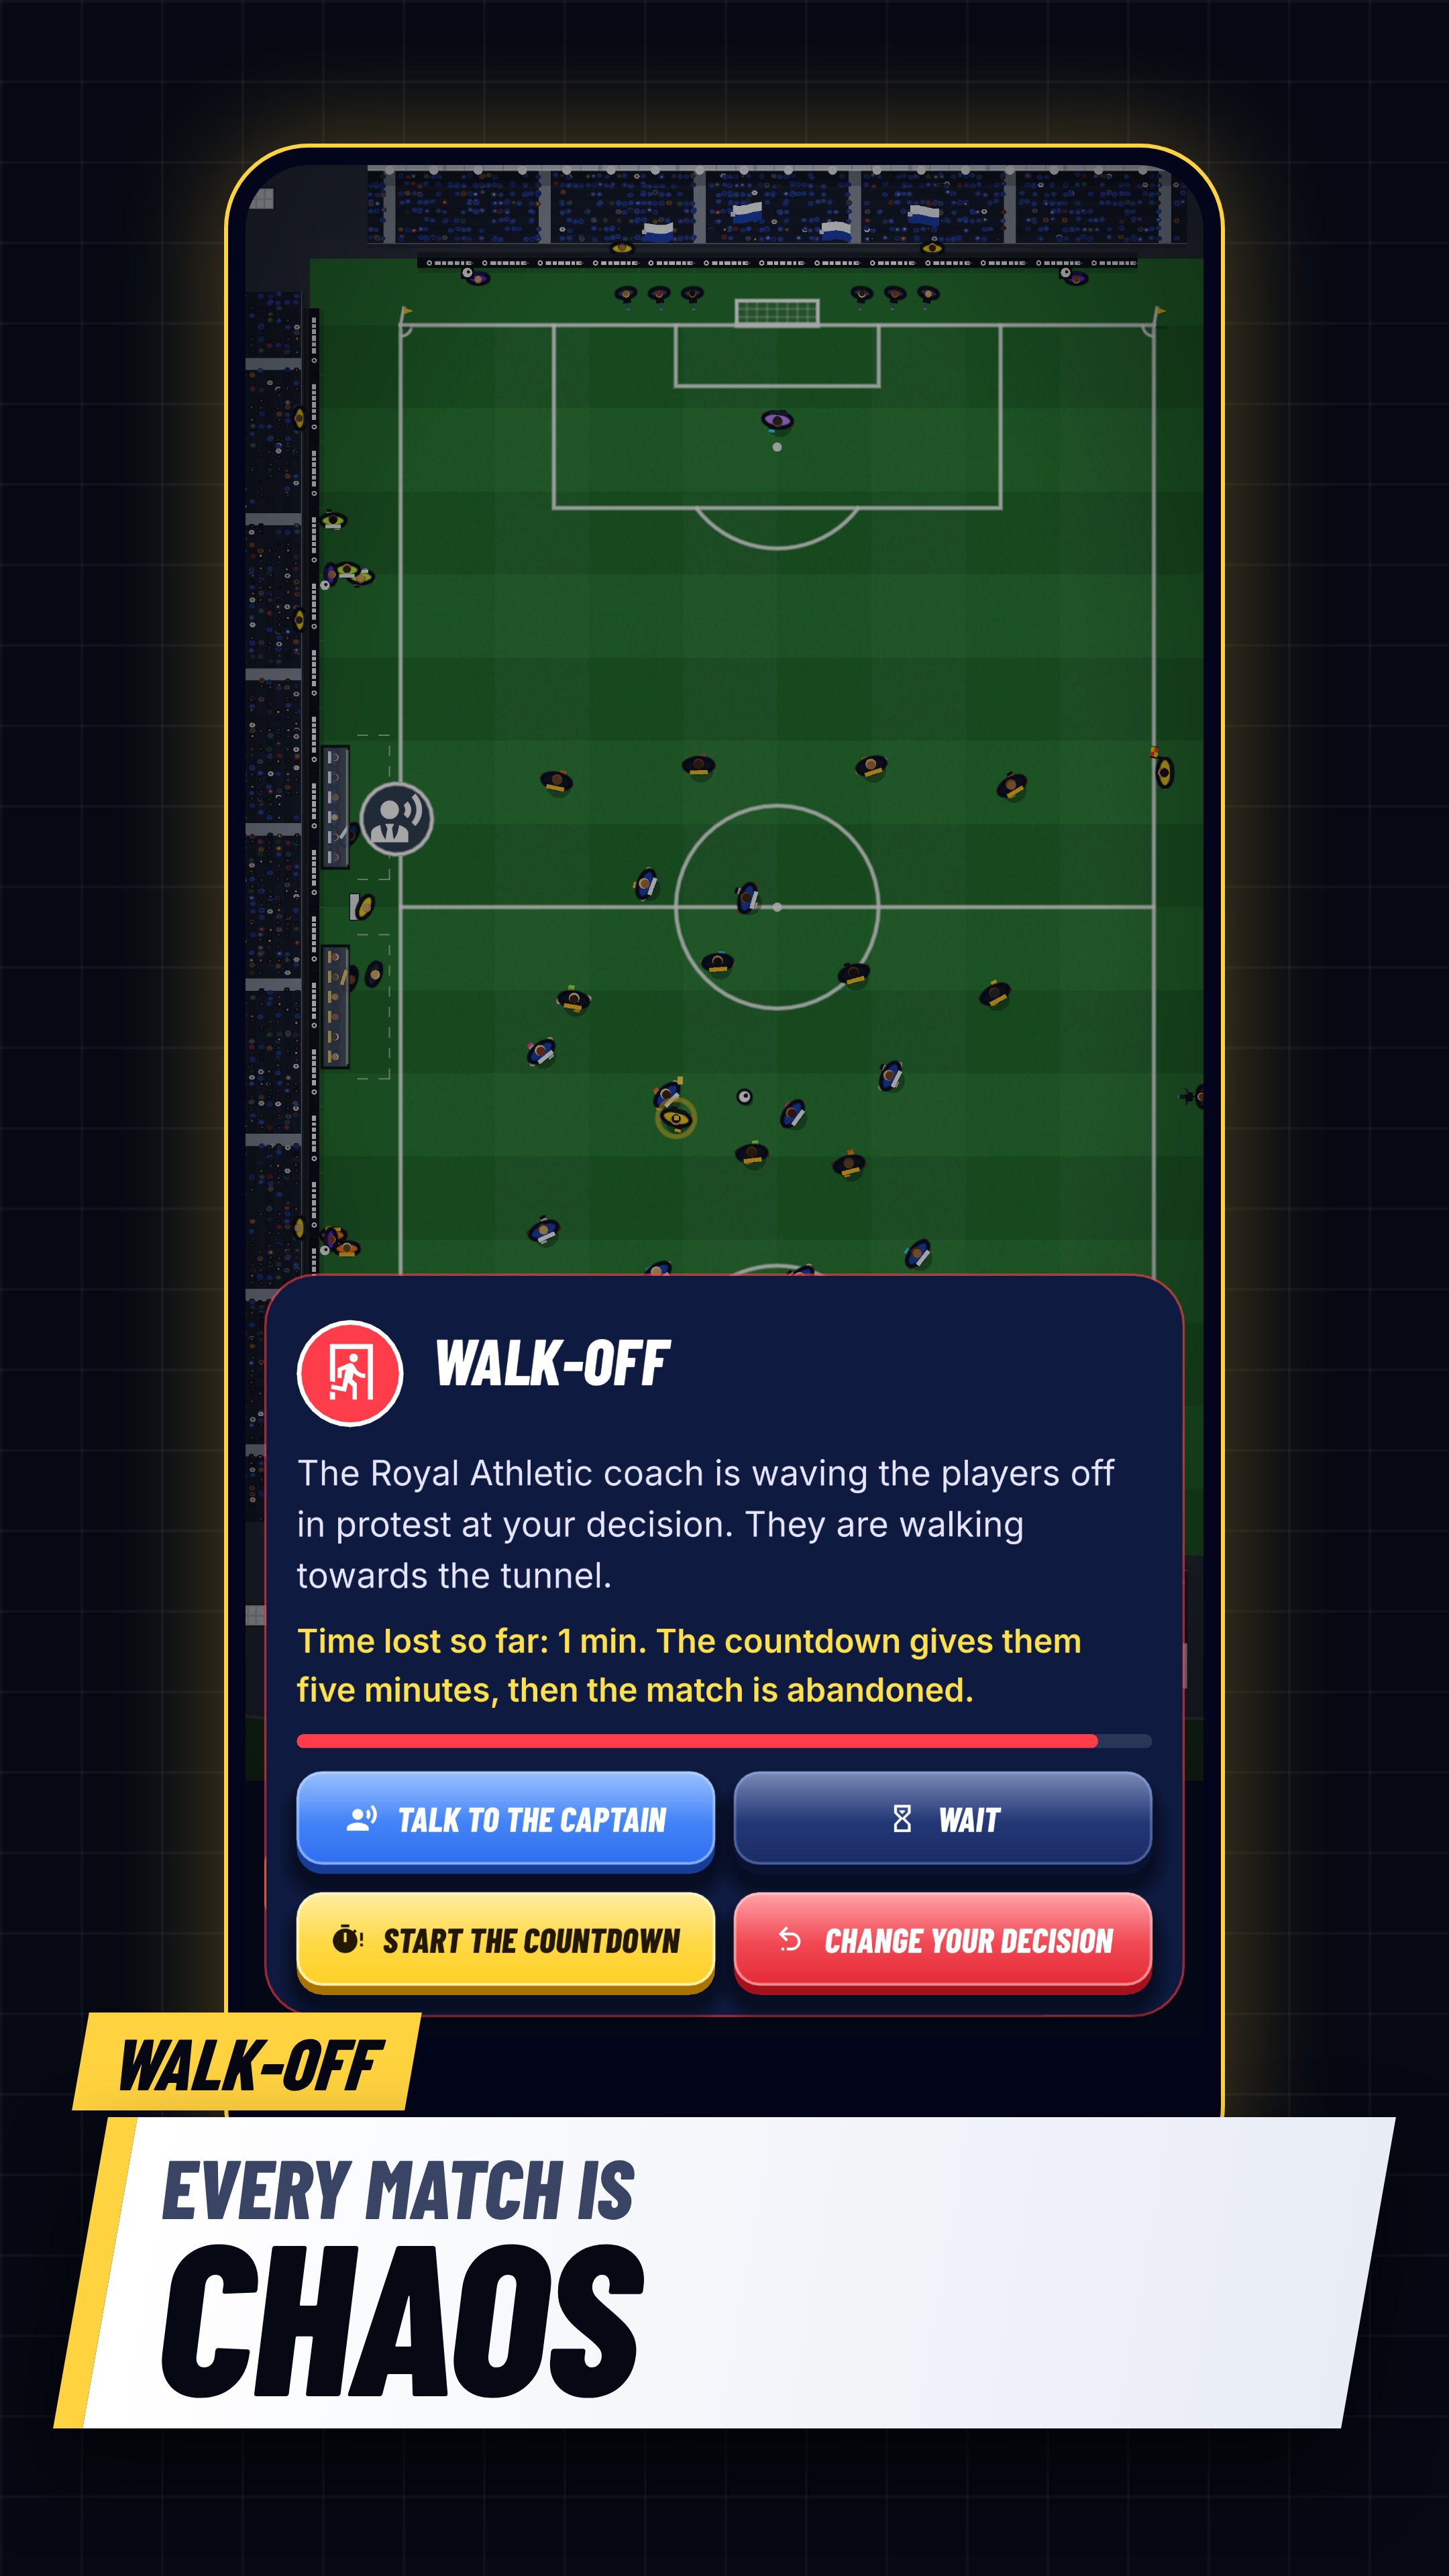 WALK-OFF
The Royal Athletic coach is waving the players off
in protest at your decision. They are walking
towards the tunnel.
Time lost so far: 1 min. The countdown gives them
five minutes, then the match is abandoned.
TALK TO THE CAPTAIN
WAIT
START THE COUNTDOWN
CHANGE YOUR DECISION
WALK-OFF
EVERY MATCH IS
CHAOS